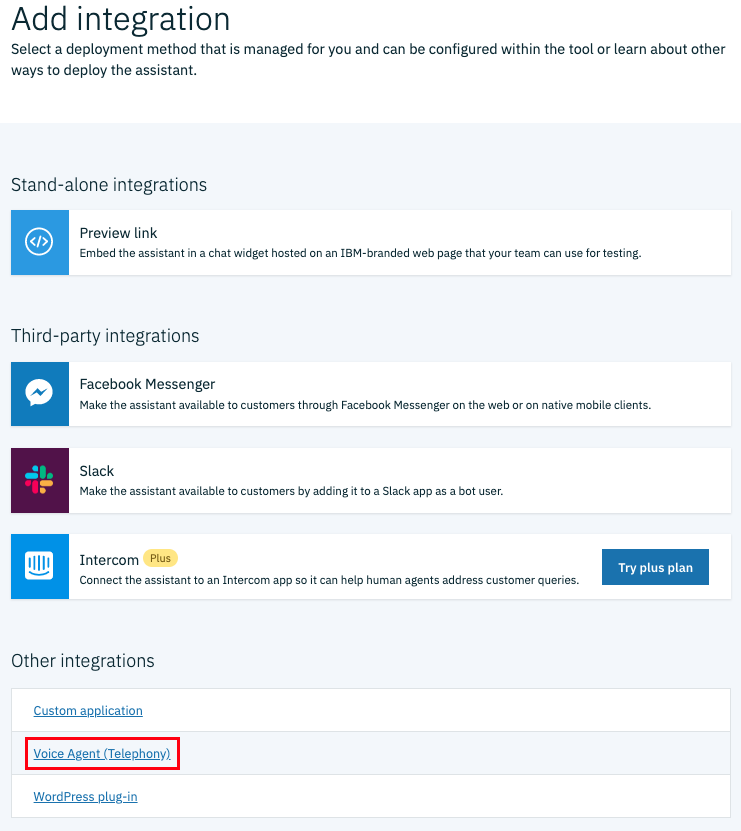 Add integration
Select a deployment method that is managed for you and can be configured within the tool or learn about other
ways to deploy the assistant.
Stand-alone integrations
Preview link
Embed the assistant in a chat widget hosted on an IBM-branded web page that your team can use for testing.
Third-party integrations
Facebook Messenger
Make the assistant available to customers through Facebook Messenger on the web or on native mobile clients.
Slack
Make the assistant available to customers by adding it to a Slack app as a bot user.
Intercom Plus
Connect the assistant to an Intercom app so it can help human agents address customer queries.
Try plus plan
Other integrations
Custom application
Voice Agent (Telephony)
WordPress plug-in